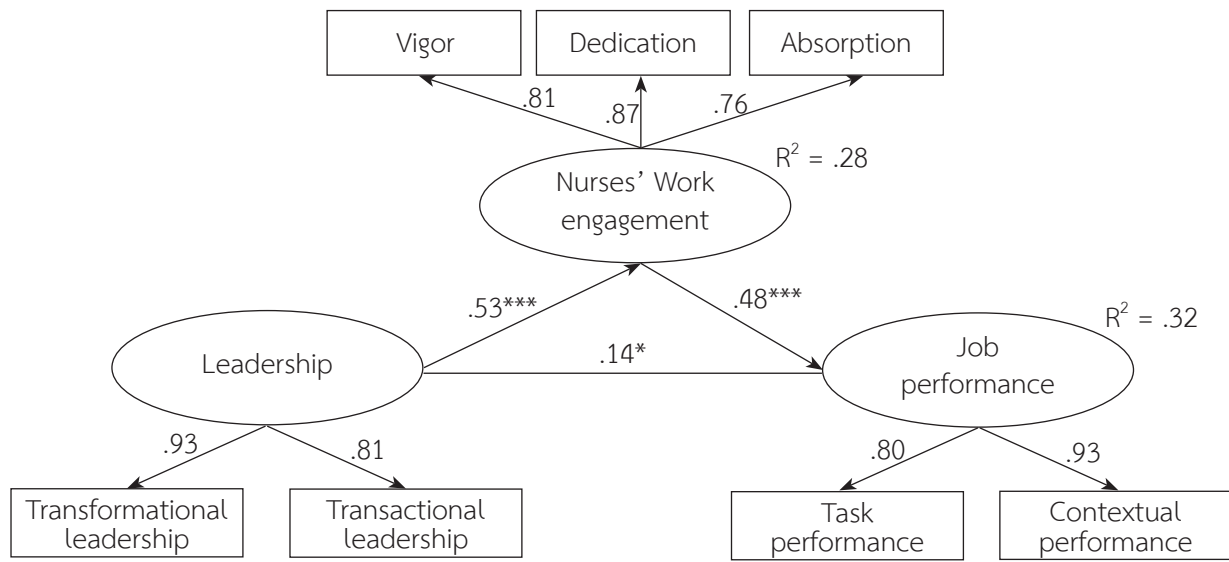 Vigor
Dedication
Absorption
.81
.87
.76
R² = .28
Nurses’ Work
engagement
.53***
.48***
R² = .32
Leadership
.14*
Job
performance
.93
.81
.80
.93
Transformational
leadership
Transactional
leadership
Task
performance
Contextual
performance